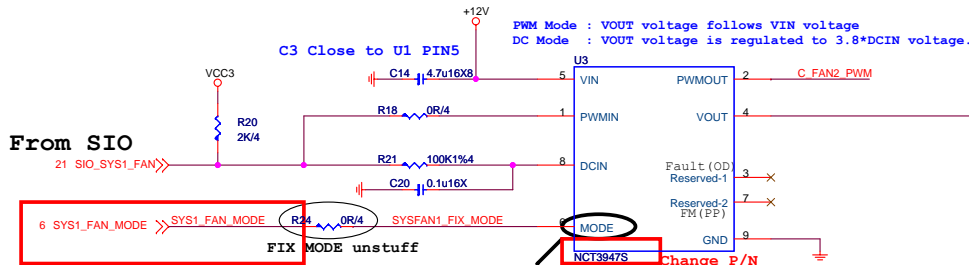 +12V
PWM Mode : VOUT voltage follows VIN voltage
DC Mode : VOUT voltage is regulated to 3.8*DCIN voltage.
C3 Close to U1 PIN5
U3
VCC3
C14 4.7u16X8
5 VIN
PWMOUT 2 C_FAN2_PWM
R18 0R/4
1 PWMIN
VOUT 4
R20
2K/4
From SIO
21 SIO_SYS1_FAN
R21 100K1%4
8 DCIN
Fault(OD)
Reserved-1 3
C20 0.1u16X
Reserved-2 7
FM(PP)
6 SYS1_FAN_MODE SYS1_FAN_MODE R24 0R/4 SYSFAN1_FIX_MODE
MODE
FIX MODE unstuff
GND 9
NCT3947S Change P/N